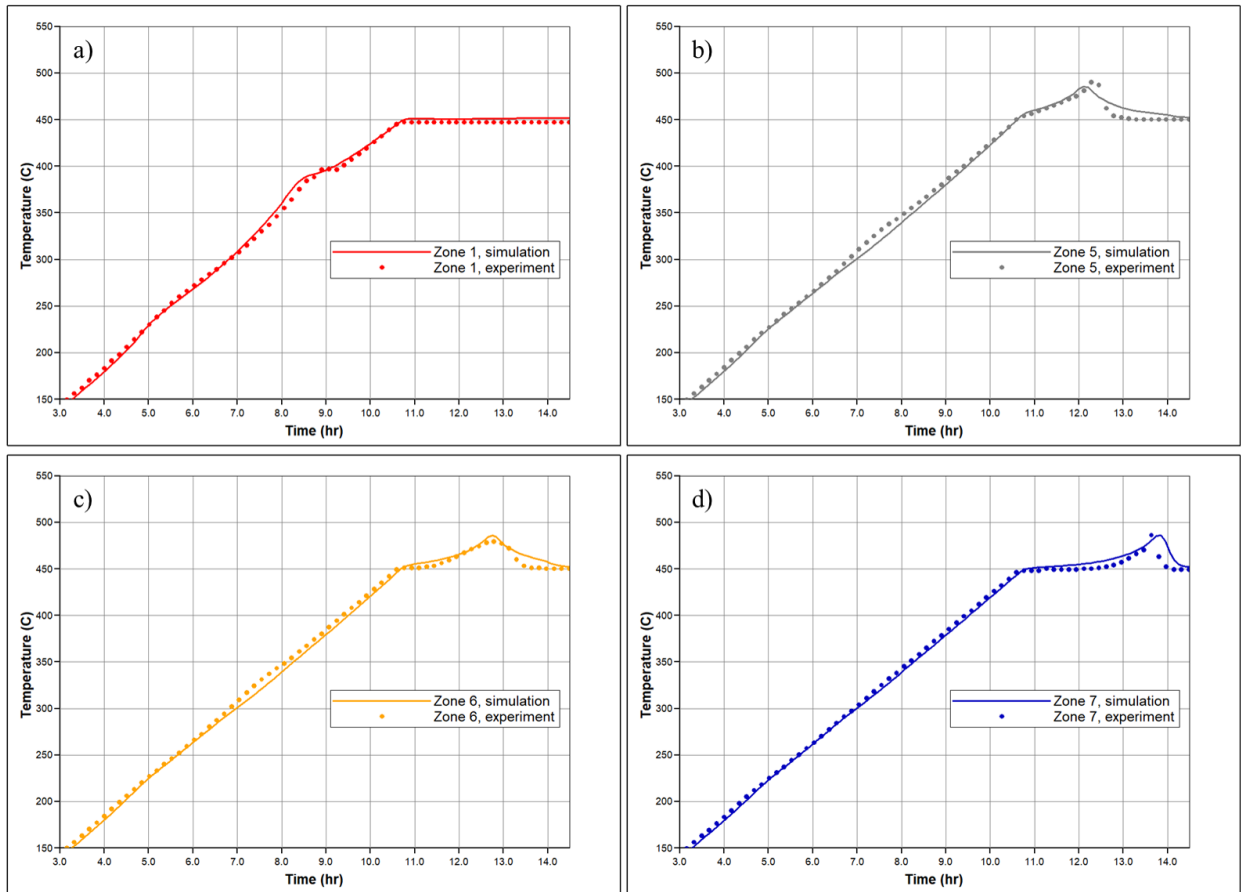 a)
550
500
450
400
350
300
250
200
150
Temperature (C)
Zone 1, simulation
Zone 1, experiment
3.0 4.0 5.0 6.0 7.0 8.0 9.0 10.0 11.0 12.0 13.0 14.0
Time (hr)
b)
550
500
450
400
350
300
250
200
150
Temperature (C)
Zone 5, simulation
Zone 5, experiment
3.0 4.0 5.0 6.0 7.0 8.0 9.0 10.0 11.0 12.0 13.0 14.0
Time (hr)
c)
550
500
450
400
350
300
250
200
150
Temperature (C)
Zone 6, simulation
Zone 6, experiment
3.0 4.0 5.0 6.0 7.0 8.0 9.0 10.0 11.0 12.0 13.0 14.0
Time (hr)
d)
550
500
450
400
350
300
250
200
150
Temperature (C)
Zone 7, simulation
Zone 7, experiment
3.0 4.0 5.0 6.0 7.0 8.0 9.0 10.0 11.0 12.0 13.0 14.0
Time (hr)